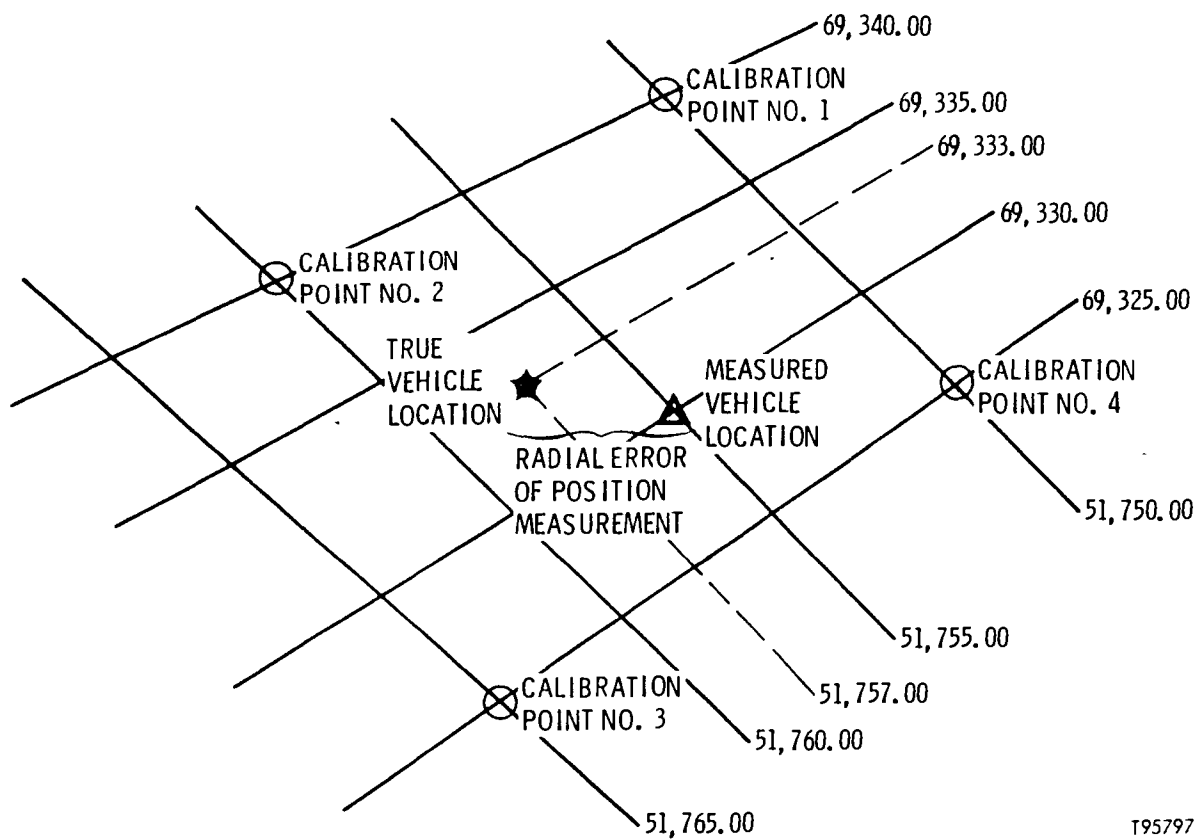 69,340.00
CALIBRATION
POINT NO. 1
69,335.00
69,333.00
69,330.00
CALIBRATION
POINT NO. 2
69,325.00
TRUE
VEHICLE
LOCATION
MEASURED
VEHICLE
LOCATION
CALIBRATION
POINT NO. 4
RADIAL ERROR
OF POSITION
MEASUREMENT
51,750.00
51,755.00
CALIBRATION
POINT NO. 3
51,757.00
51,760.00
51,765.00
T95797